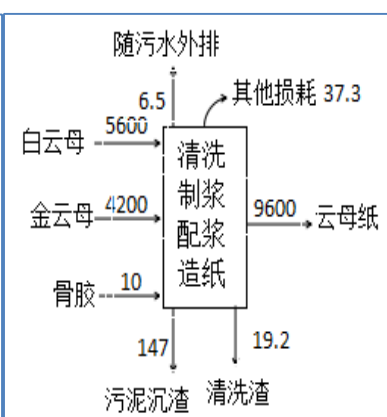 随污水外排
6.5
其他损耗 37.3
白云母
5600
清洗
制浆
配浆
造纸
金云母
4200
9600
云母纸
骨胶
10
147
19.2
污泥沉渣
清洗渣